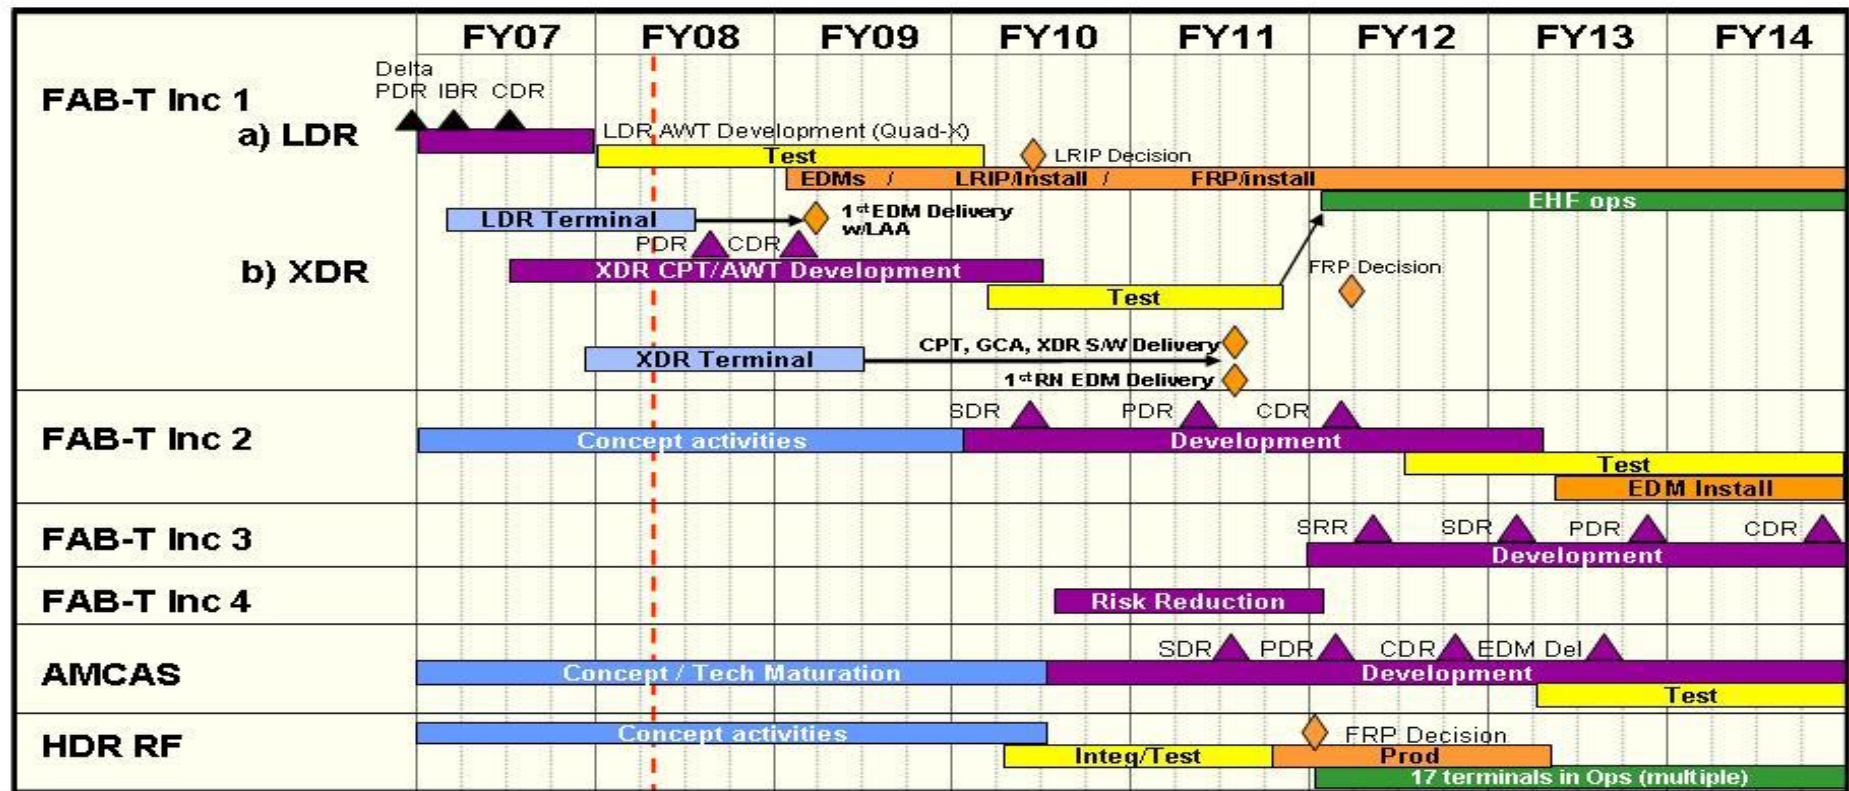 FY07 FY08 FY09 FY10 FY11 FY12 FY13 FY14
FAB-T Inc 1
a) LDR
Delta
PDR IBR CDR
LDR AWT Development (Quad-X)
Test
LRIP Decision
EDMs / LRIP/Install / FRP/install
EHF ops
LDR Terminal
1st EDM Delivery
w/LAA
b) XDR
PDR CDR
XDR CPT/AWT Development
FRP Decision
Test
XDR Terminal
CPT, GCA, XDR S/W Delivery
1st RN EDM Delivery
FAB-T Inc 2
SDR PDR CDR
Concept activities Development
Test
EDM Install
FAB-T Inc 3
SRR SDR PDR CDR
Development
FAB-T Inc 4
Risk Reduction
AMCAS
SDR PDR CDR EDM Del
Concept / Tech Maturation Development
Test
HDR RF
Concept activities
FRP Decision
Integ/Test Prod
17 terminals in Ops (multiple)